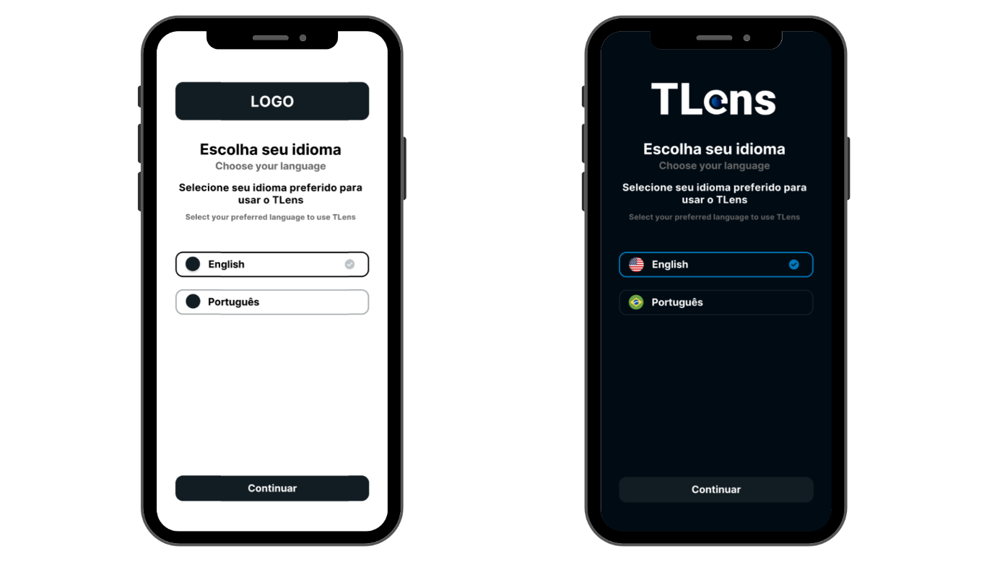 LOGO
Escolha seu idioma
Choose your language
Selecione seu idioma preferido para
usar o TLens
Select your preferred language to use TLens
English
Português
Continuar
TLens
Escolha seu idioma
Choose your language
Selecione seu idioma preferido para
usar o TLens
Select your preferred language to use TLens
English
Português
Continuar